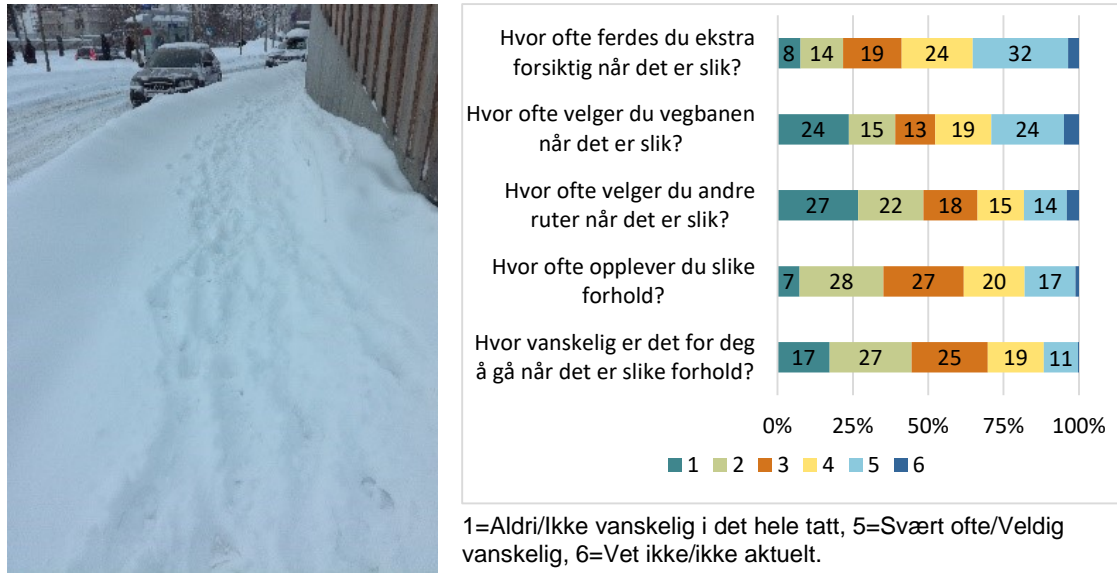 Hvor ofte ferdes du ekstra
forsiktig når det er slik?
8 14 19 24 32
Hvor ofte velger du vegbanen
når det er slik?
24 15 13 19 24
Hvor ofte velger du andre
ruter når det er slik?
27 22 18 15 14
Hvor ofte opplever du slike
forhold?
7 28 27 20 17
Hvor vanskelig er det for deg
å gå når det er slike forhold?
17 27 25 19 11
0% 25% 50% 75% 100%
1 2 3 4 5 6
1=Aldri/Ikke vanskelig i det hele tatt, 5=Svært ofte/Veldig
vanskelig, 6=Vet ikke/ikke aktuelt.